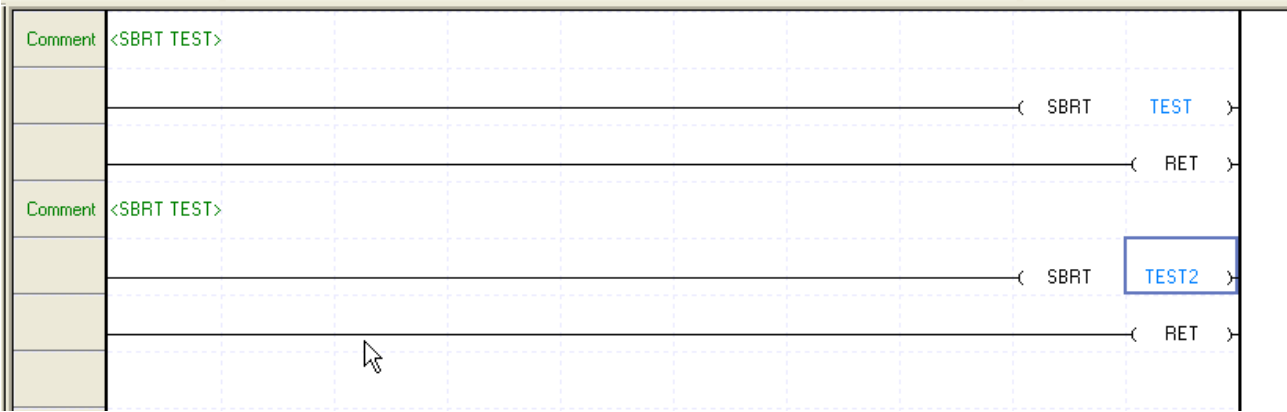 Comment <SBRT TEST>
( SBRT TEST )
( RET )
Comment <SBRT TEST>
( SBRT TEST2 )
( RET )